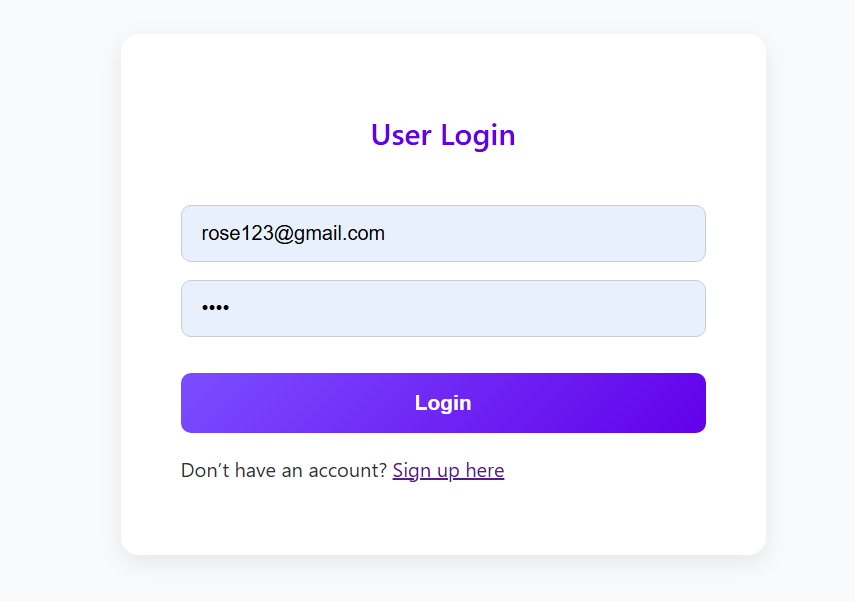 User Login
rose123@gmail.com
••••
Login
Don’t have an account? Sign up here